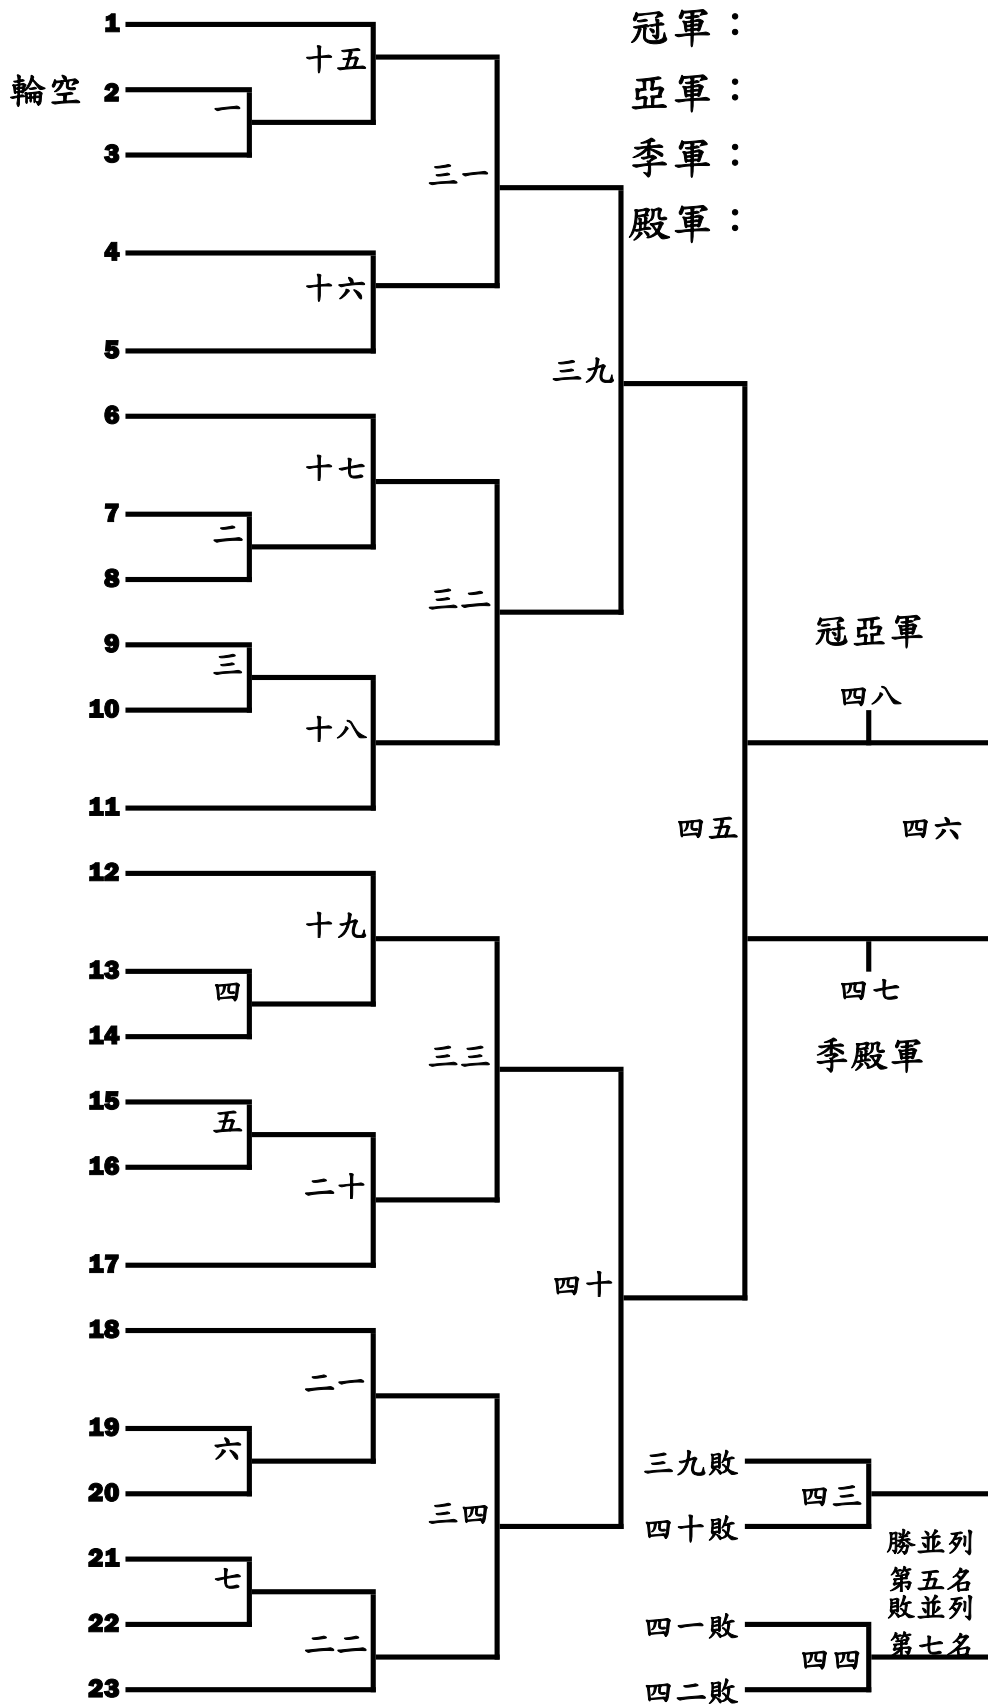 冠軍：
亞軍：
季軍：
殿軍：
1
十五
輪空 2
一
3
三一
4
十六
5
三九
6
十七
7
二
8
三二
9
三
10
十八
11
冠亞軍
四八
四五
四六
12
十九
13
四
14
三三
四七
季殿軍
15
五
16
二十
17
四十
18
二一
19
六
20
三四
21
七
22
二二
23
三九敗
四三
四十敗
勝並列
第五名
敗並列
第七名
四一敗
四四
四二敗